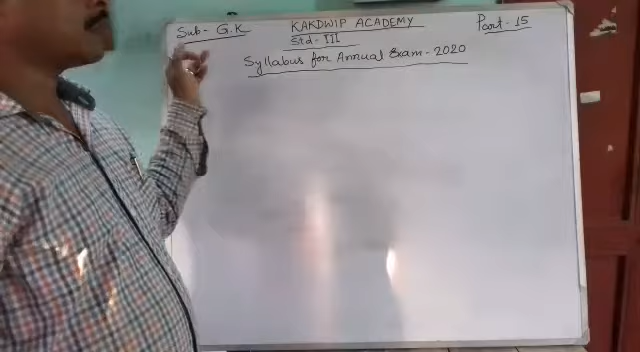 Sub- G.K KAKDWIP ACADEMY Part-15
Std-III
Syllabus for Annual Exam-2020